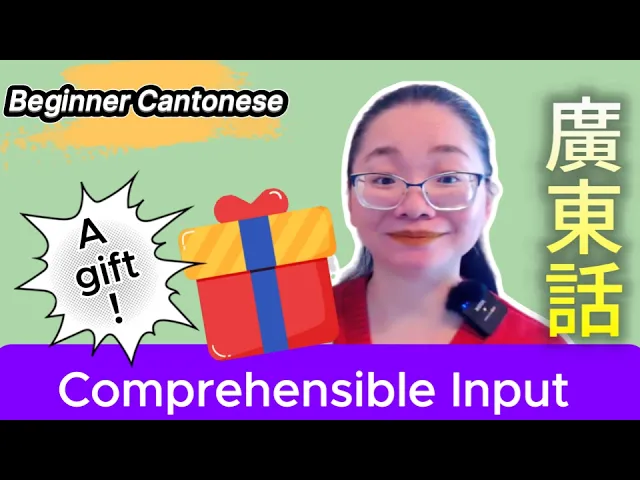 Beginner Cantonese
A
gift
!
廣東話
Comprehensible Input